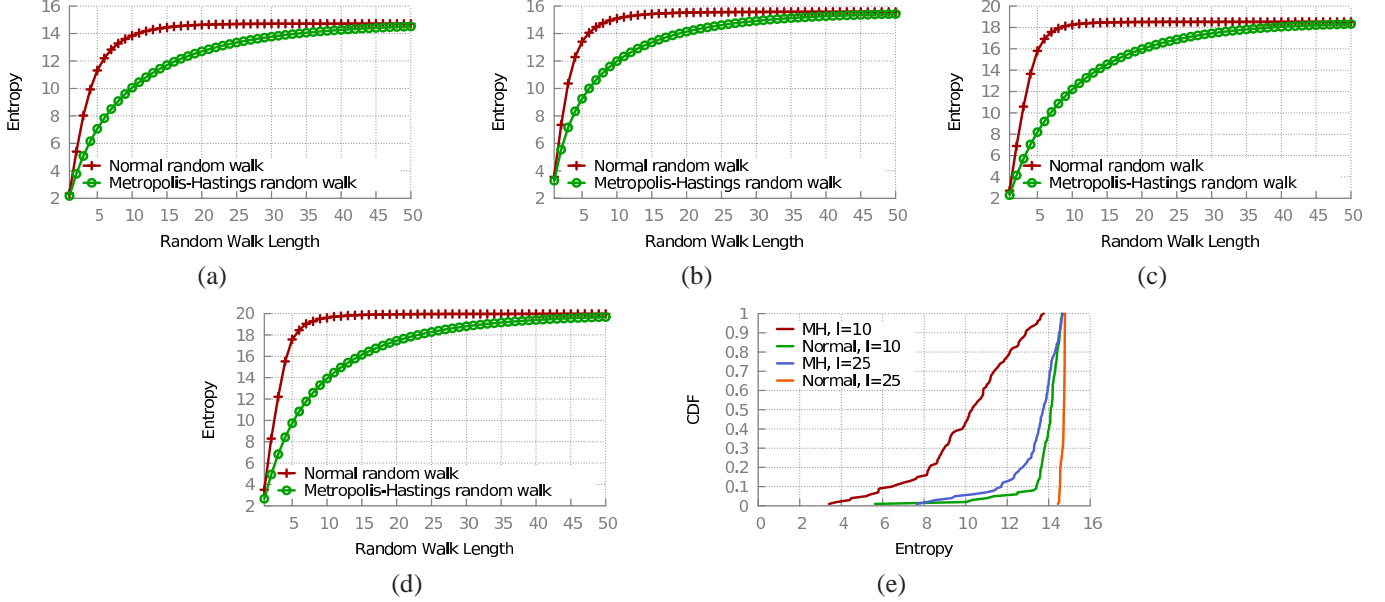 16
14
12
10
8
6
4
2
Entropy
Normal random walk
Metropolis-Hastings random walk
5 10 15 20 25 30 35 40 45 50
Random Walk Length
(a)
16
14
12
10
8
6
4
2
Entropy
Normal random walk
Metropolis-Hastings random walk
5 10 15 20 25 30 35 40 45 50
Random Walk Length
(b)
20
18
16
14
12
10
8
6
4
2
Entropy
Normal random walk
Metropolis-Hastings random walk
5 10 15 20 25 30 35 40 45 50
Random Walk Length
(c)
20
18
16
14
12
10
8
6
4
2
Entropy
Normal random walk
Metropolis-Hastings random walk
5 10 15 20 25 30 35 40 45 50
Random Walk Length
(d)
1
0.9
0.8
0.7
0.6
0.5
0.4
0.3
0.2
0.1
0
CDF
MH, l=10
Normal, l=10
MH, l=25
Normal, l=25
0 2 4 6 8 10 12 14 16
Entropy
(e)